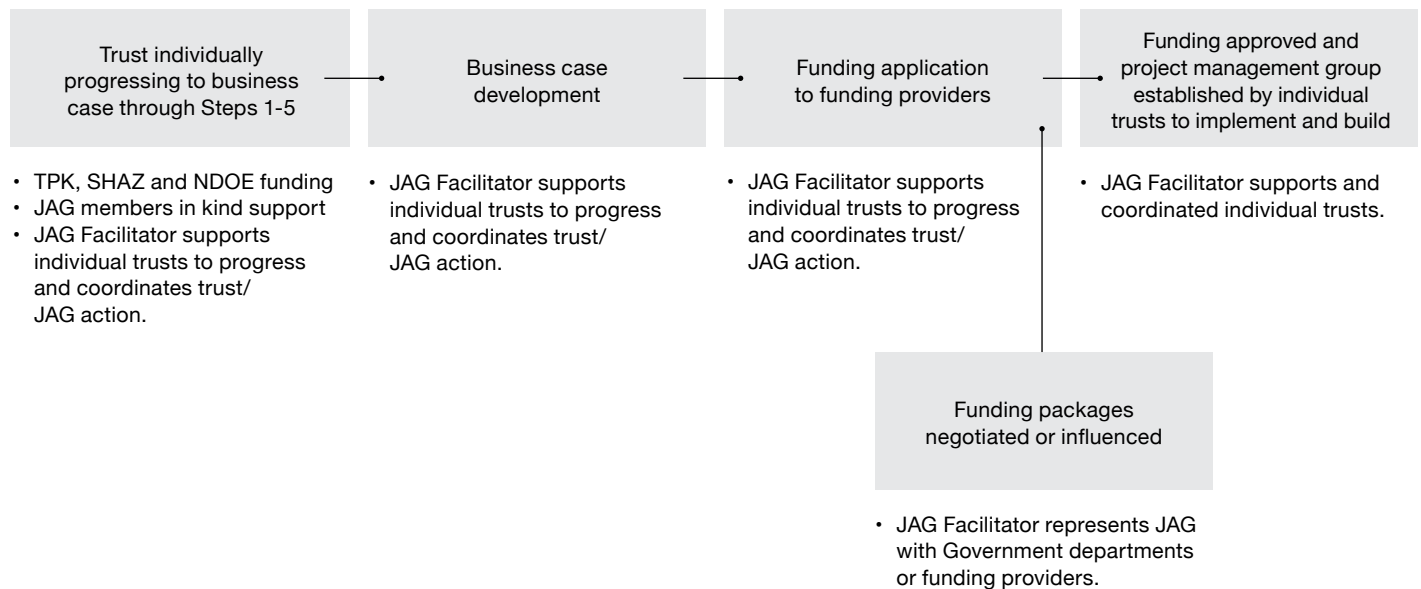 Trust individually
progressing to business
case through Steps 1-5
• TPK, SHAZ and NDOE funding
• JAG members in kind support
• JAG Facilitator supports
individual trusts to progress
and coordinates trust/
JAG action.
Business case
development
• JAG Facilitator supports
individual trusts to progress
and coordinates trust/
JAG action.
Funding application
to funding providers
• JAG Facilitator supports
individual trusts to progress
and coordinates trust/
JAG action.
Funding approved and
project management group
established by individual
trusts to implement and build
• JAG Facilitator supports and
coordinated individual trusts.
Funding packages
negotiated or influenced
• JAG Facilitator represents JAG
with Government departments
or funding providers.